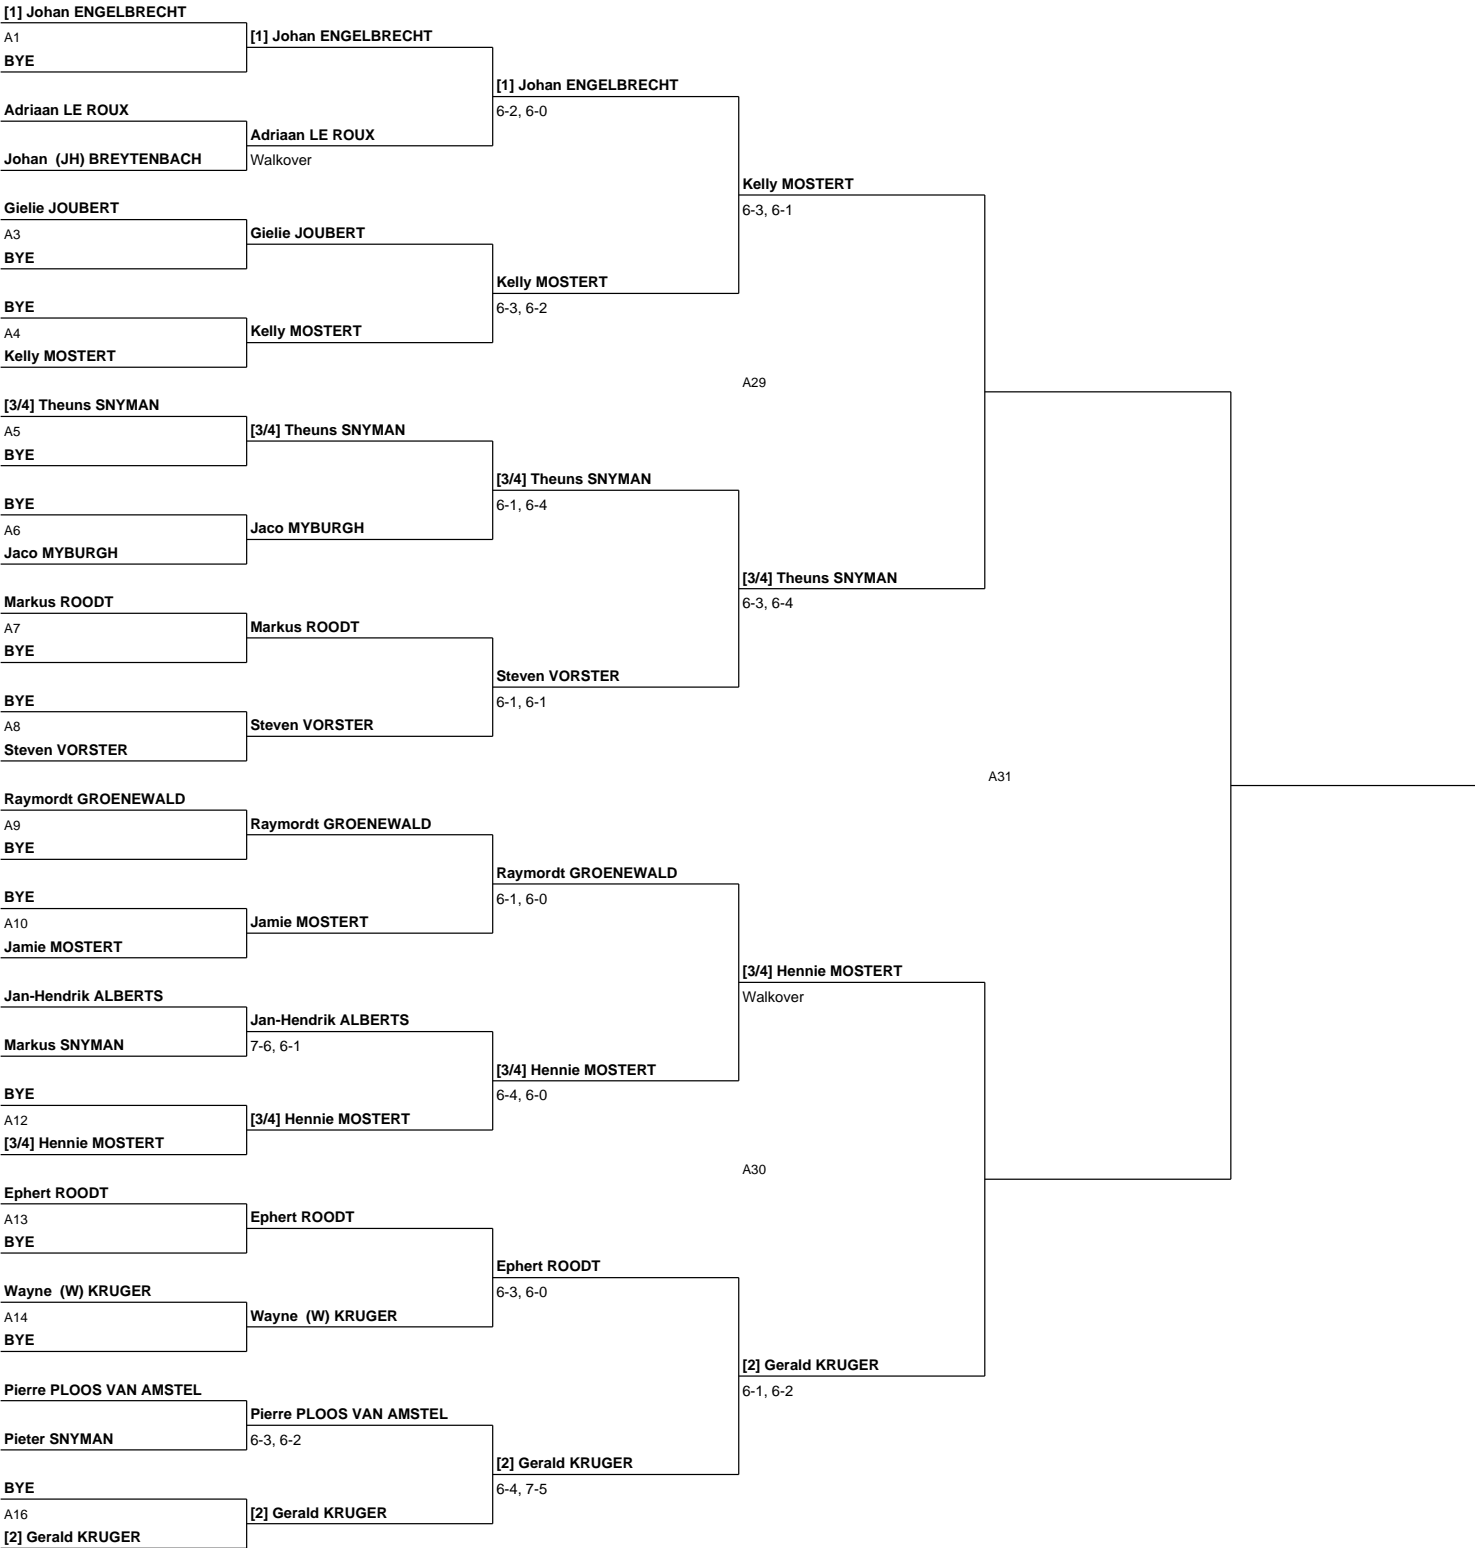 [1] Johan ENGELBRECHT
A1
BYE
[1] Johan ENGELBRECHT
Adriaan LE ROUX
Johan (JH) BREYTENBACH
Adriaan LE ROUX
Walkover
[1] Johan ENGELBRECHT
6-2, 6-0
Gielie JOUBERT
A3
BYE
Gielie JOUBERT
BYE
A4
Kelly MOSTERT
Kelly MOSTERT
Kelly MOSTERT
6-3, 6-2
Kelly MOSTERT
6-3, 6-1
A29
[3/4] Theuns SNYMAN
A5
BYE
[3/4] Theuns SNYMAN
BYE
A6
Jaco MYBURGH
Jaco MYBURGH
[3/4] Theuns SNYMAN
6-1, 6-4
Markus ROODT
A7
BYE
Markus ROODT
BYE
A8
Steven VORSTER
Steven VORSTER
Steven VORSTER
6-1, 6-1
[3/4] Theuns SNYMAN
6-3, 6-4
A31
Raymordt GROENEWALD
A9
BYE
Raymordt GROENEWALD
BYE
A10
Jamie MOSTERT
Jamie MOSTERT
Raymordt GROENEWALD
6-1, 6-0
Jan-Hendrik ALBERTS
Markus SNYMAN
Jan-Hendrik ALBERTS
7-6, 6-1
BYE
A12
[3/4] Hennie MOSTERT
[3/4] Hennie MOSTERT
[3/4] Hennie MOSTERT
6-4, 6-0
[3/4] Hennie MOSTERT
Walkover
A30
Ephert ROODT
A13
BYE
Ephert ROODT
Wayne (W) KRUGER
A14
BYE
Wayne (W) KRUGER
Ephert ROODT
6-3, 6-0
Pierre PLOOS VAN AMSTEL
Pieter SNYMAN
Pierre PLOOS VAN AMSTEL
6-3, 6-2
BYE
A16
[2] Gerald KRUGER
[2] Gerald KRUGER
[2] Gerald KRUGER
6-4, 7-5
[2] Gerald KRUGER
6-1, 6-2